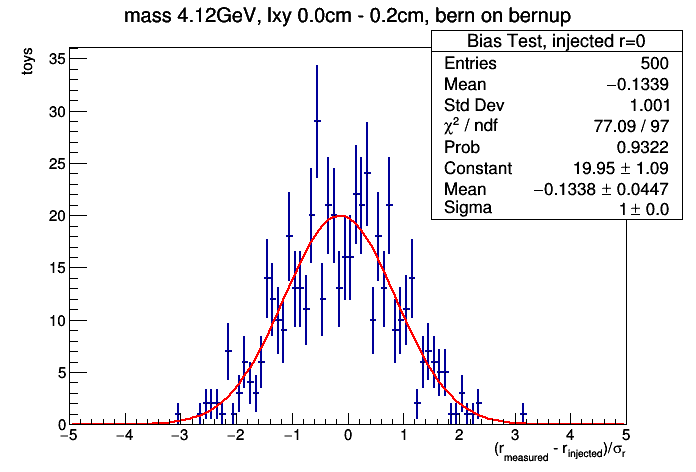 mass 4.12GeV, lxy 0.0cm - 0.2cm, bern on bernup
Bias Test, injected r=0
Entries 500
Mean −0.1339
Std Dev 1.001
χ² / ndf 77.09 / 97
Prob 0.9322
Constant 19.95 ± 1.09
Mean −0.1338 ± 0.0447
Sigma 1 ± 0.0
toys
35
30
25
20
15
10
5
0
−5 −4 −3 −2 −1 0 1 2 3 4 5
(r_measured - r_injected)/σ_r